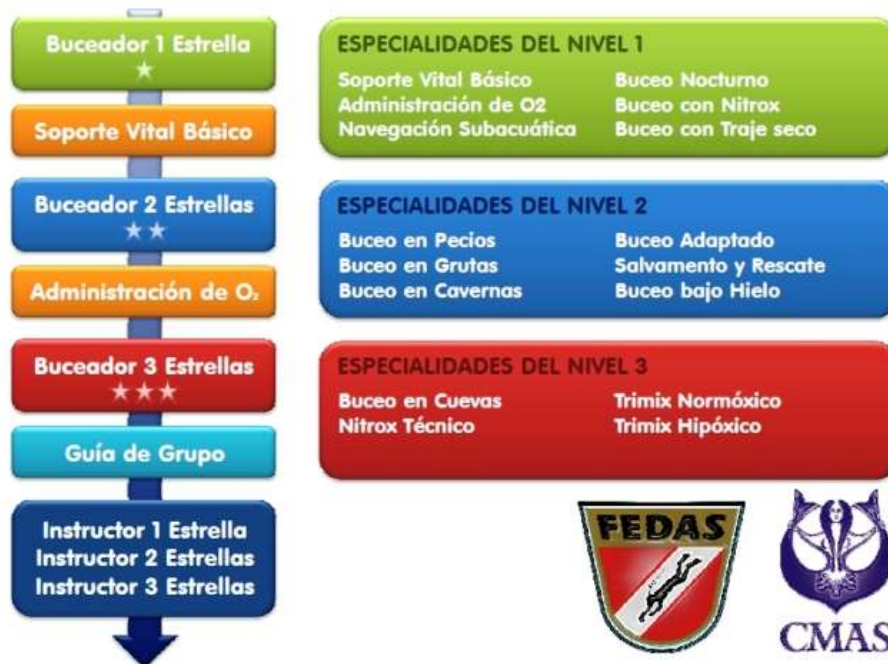 Buceador 1 Estrella
Soporte Vital Básico
Buceador 2 Estrellas
Administración de O₂
Buceador 3 Estrellas
Guía de Grupo
Instructor 1 Estrella
Instructor 2 Estrellas
Instructor 3 Estrellas
ESPECIALIDADES DEL NIVEL 1
Soporte Vital Básico
Administración de O2
Navegación Subacuática
Buceo Nocturno
Buceo con Nitrox
Buceo con Traje seco
ESPECIALIDADES DEL NIVEL 2
Buceo en Pecios
Buceo en Grutas
Buceo en Cavernas
Buceo Adaptado
Salvamento y Rescate
Buceo bajo Hielo
ESPECIALIDADES DEL NIVEL 3
Buceo en Cuevas
Nitrox Técnico
Trimix Normóxico
Trimix Hipóxico
FEDAS
CMAS